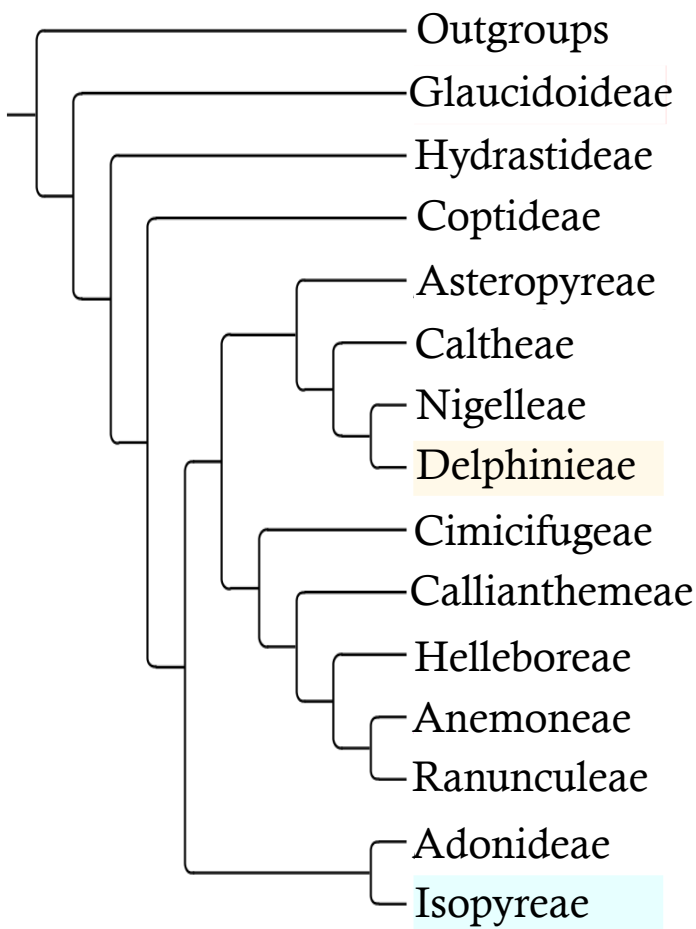 Outgroups
Glaucidoideae
Hydrastideae
Coptideae
Asteropyreae
Caltheae
Nigelleae
Delphinieae
Cimicifugeae
Callianthemeae
Helleboreae
Anemoneae
Ranunculeae
Adonideae
Isopyreae